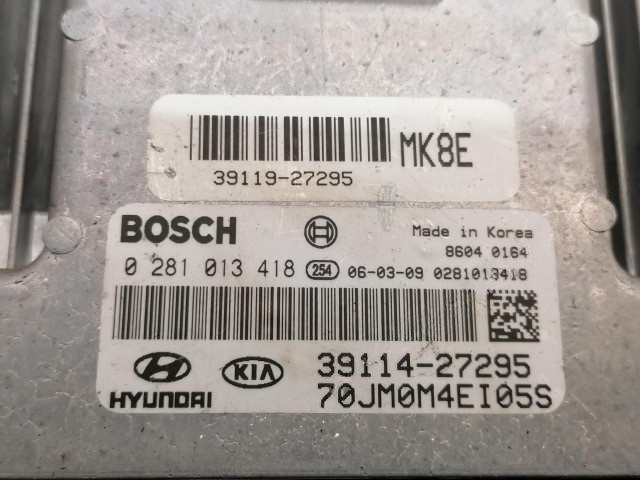 MK8E
39119-27295
BOSCH
Made in Korea
8604 0164
0 281 013 418 254 06-03-09 0281013418
HYUNDAI KIA 39114-27295
70JM0M4EI05S